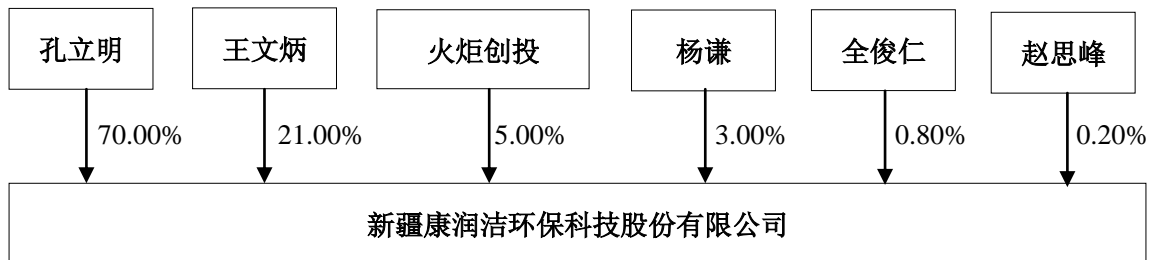 孔立明 王文炳 火炬创投 杨谦 全俊仁 赵思峰
70.00% 21.00% 5.00% 3.00% 0.80% 0.20%
新疆康润洁环保科技股份有限公司